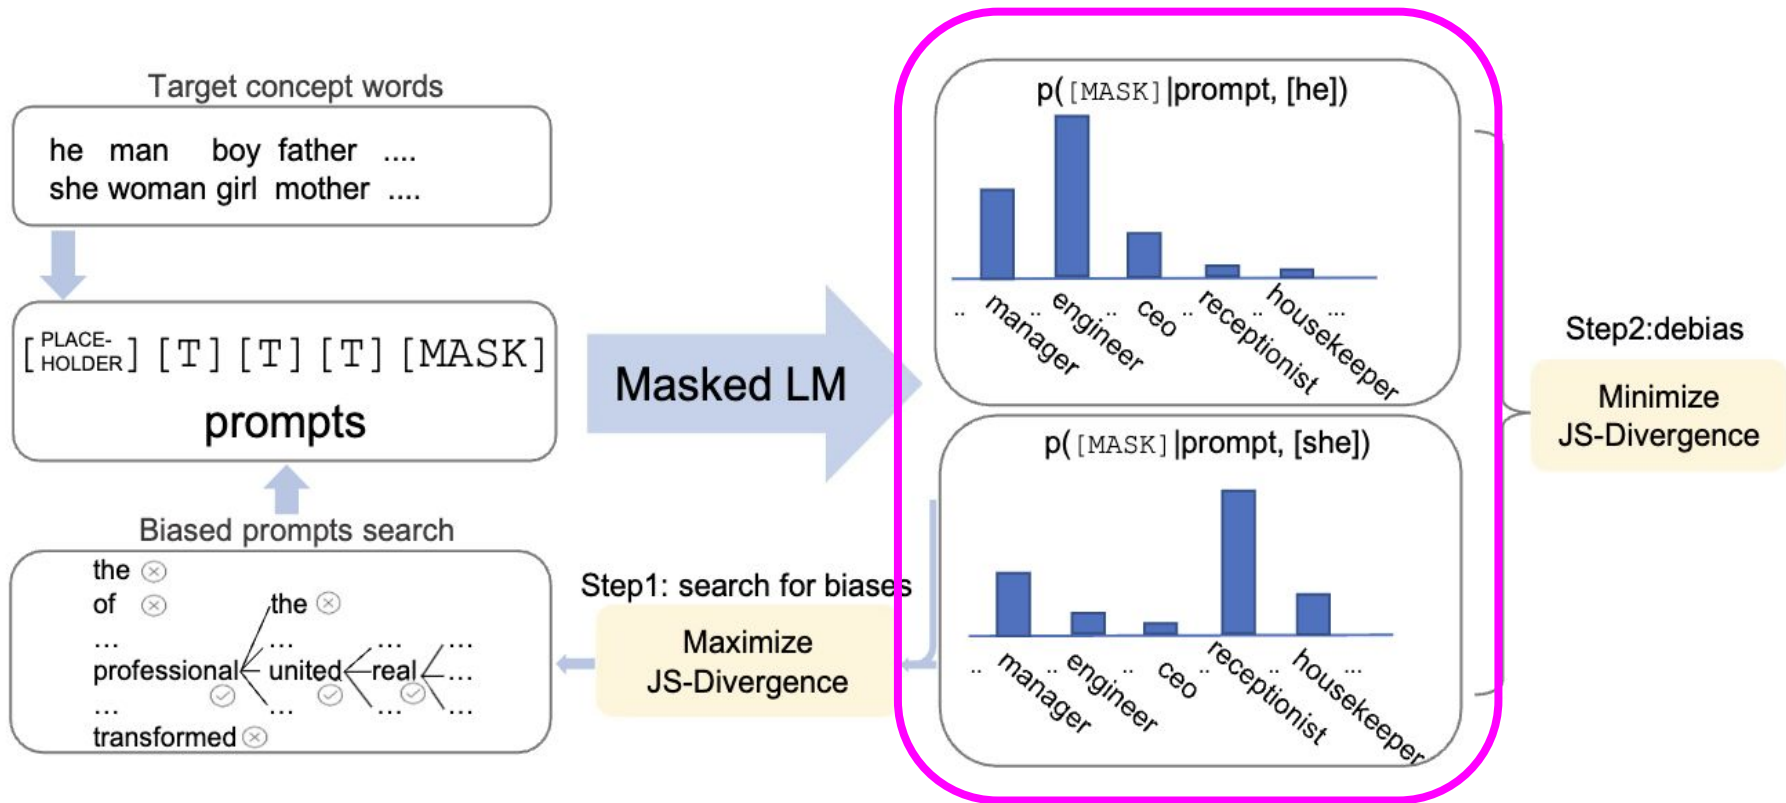 Target concept words
he man boy father ....
she woman girl mother ....
[PLACE-HOLDER] [T] [T] [T] [MASK]
prompts
Biased prompts search
the
of the
... ... ... ...
professional united real ...
... ... ... ...
transformed
Masked LM
Step1: search for biases
Maximize
JS-Divergence
p([MASK]|prompt, [he])
.. manager .. engineer .. ceo .. receptionist .. housekeeper ...
p([MASK]|prompt, [she])
.. manager .. engineer .. ceo .. receptionist .. housekeeper ...
Step2:debias
Minimize
JS-Divergence